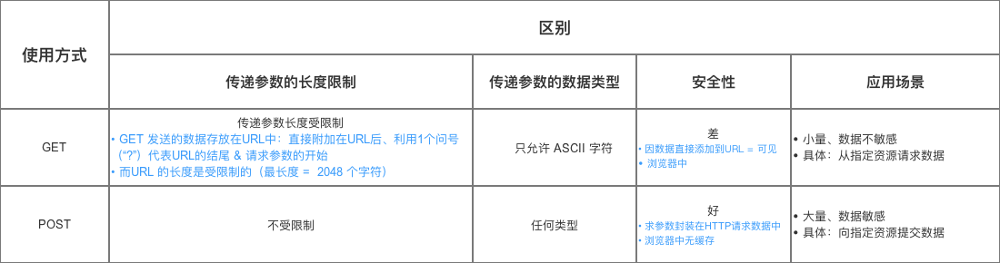 使用方式
区别
传递参数的长度限制
传递参数的数据类型
安全性
应用场景
GET
传递参数长度受限制
• GET 发送的数据存放在URL中：直接附加在URL后、利用1个问号
（“?”）代表URL的结尾 & 请求参数的开始
• 而URL 的长度是受限制的（最长度 = 2048 个字符）
只允许 ASCII 字符
差
• 因数据直接添加到URL = 可见
• 浏览器中
• 小量、数据不敏感
• 具体：从指定资源请求数据
POST
不受限制
任何类型
好
• 求参数封装在HTTP请求数据中
• 浏览器中无缓存
• 大量、数据敏感
• 具体：向指定资源提交数据